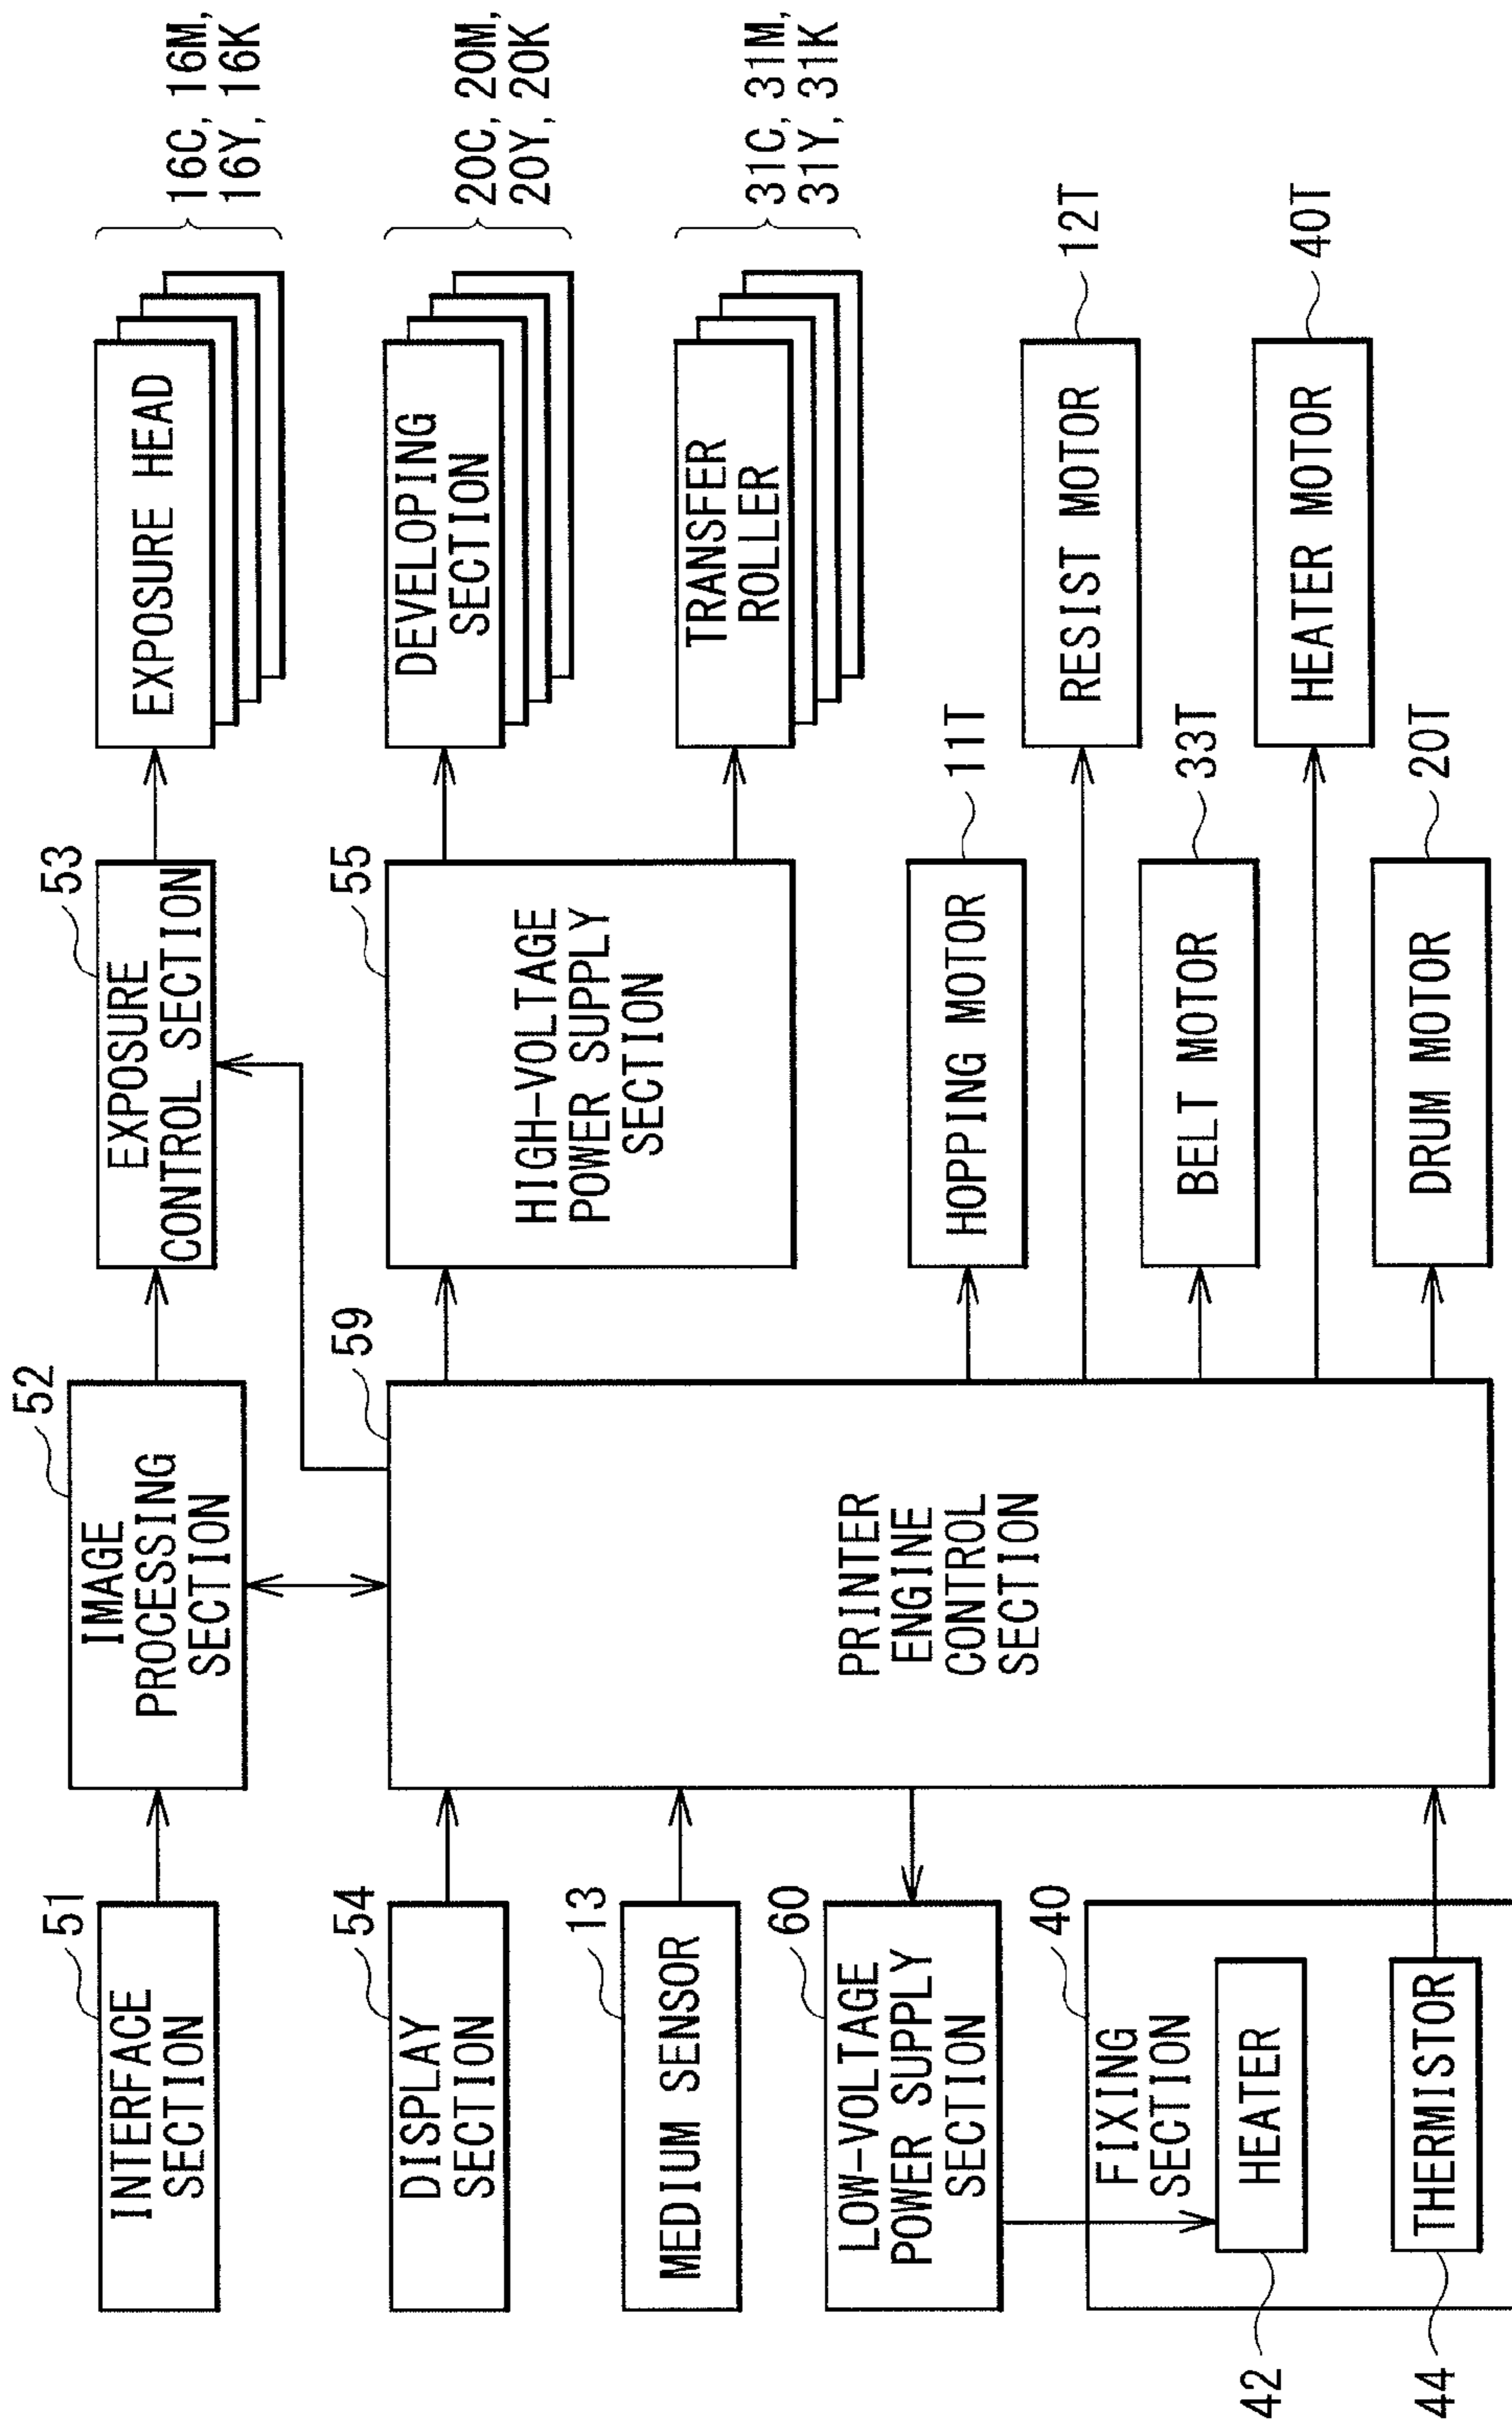 51
INTERFACE
SECTION
52
IMAGE
PROCESSING
SECTION
53
EXPOSURE
CONTROL SECTION
EXPOSURE HEAD
16C, 16M,
16Y, 16K
54
DISPLAY
SECTION
13
MEDIUM SENSOR
60
LOW-VOLTAGE
POWER SUPPLY
SECTION
40
FIXING
SECTION
HEATER
42
THERMISTOR
44
59
PRINTER
ENGINE
CONTROL
SECTION
55
HIGH-VOLTAGE
POWER SUPPLY
SECTION
DEVELOPING
SECTION
20C, 20M,
20Y, 20K
TRANSFER
ROLLER
31C, 31M,
31Y, 31K
HOPPING MOTOR
11T
RESIST MOTOR
12T
BELT MOTOR
33T
HEATER MOTOR
40T
DRUM MOTOR
20T